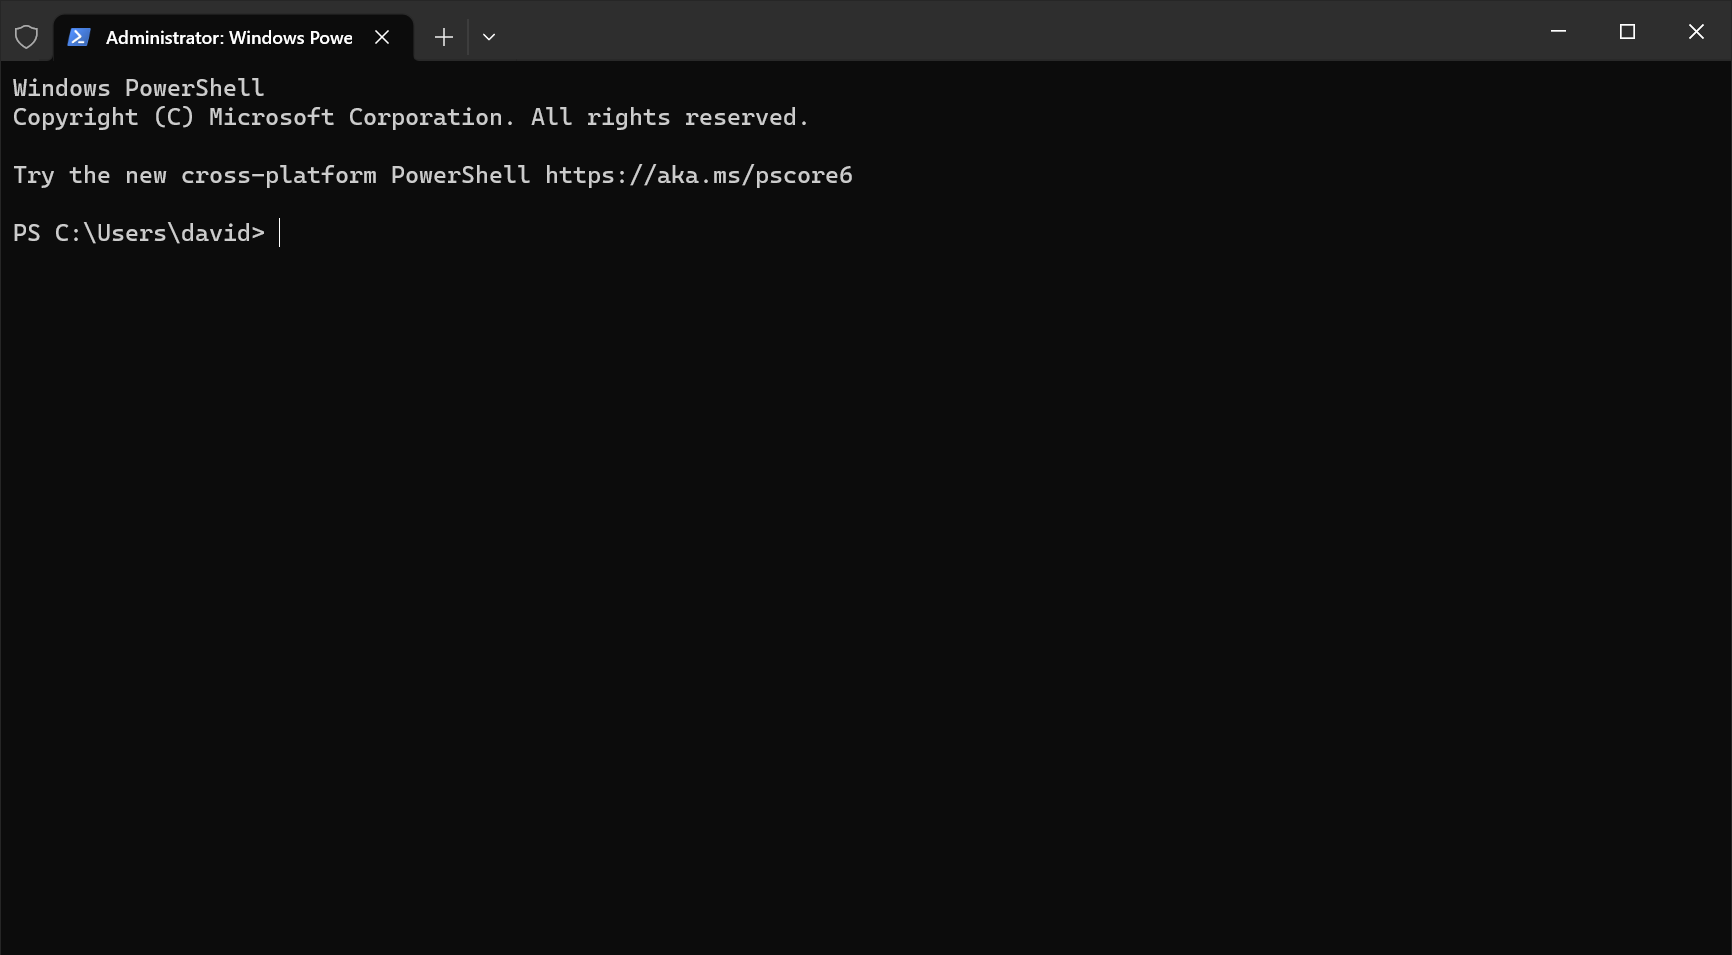 Administrator: Windows Powe
Windows PowerShell
Copyright (C) Microsoft Corporation. All rights reserved.
Try the new cross-platform PowerShell https://aka.ms/pscore6
PS C:\Users\david>